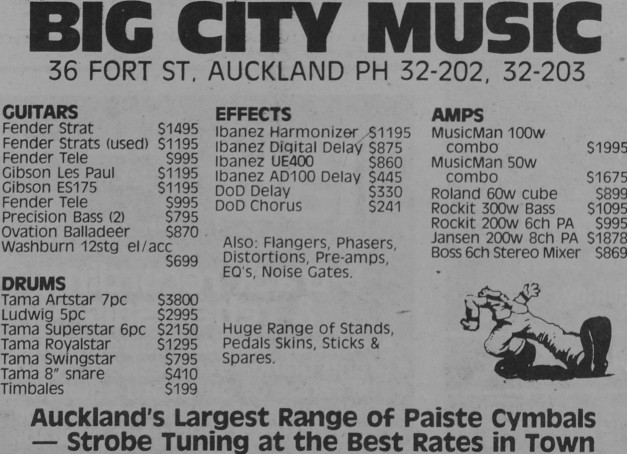 BIG CITY MUSIC
36 FORT ST, AUCKLAND PH 32-202, 32-203
GUITARS
Fender Strat $1495
Fender Strats (used) $1195
Fender Tele $995
Gibson Les Paul $1195
Gibson ES175 $1195
Fender Tele $995
Precision Bass (2) $795
Ovation Balladeer $870
Washburn 12stg el/acc
$699
DRUMS
Tama Artstar 7pc $3800
Ludwig 5pc $2995
Tama Superstar 6pc $2150
Tama Royalstar $1295
Tama Swingstar $795
Tama 8" snare $410
Timbales $199
EFFECTS
Ibanez Harmonizer $1195
Ibanez Digital Delay $875
Ibanez UE400 $860
Ibanez AD100 Delay $445
DoD Delay $330
DoD Chorus $241
Also: Flangers, Phasers,
Distortions, Pre-amps,
EQ's, Noise Gates.
Huge Range of Stands,
Pedals Skins, Sticks &
Spares.
AMPS
MusicMan 100w
combo $1995
MusicMan 50w
combo $1675
Roland 60w cube $899
Rockit 300w Bass $1095
Rockit 200w 6ch PA $995
Jansen 200w 8ch PA $1878
Boss 6ch Stereo Mixer $869
Auckland's Largest Range of Paiste Cymbals
— Strobe Tuning at the Best Rates in Town